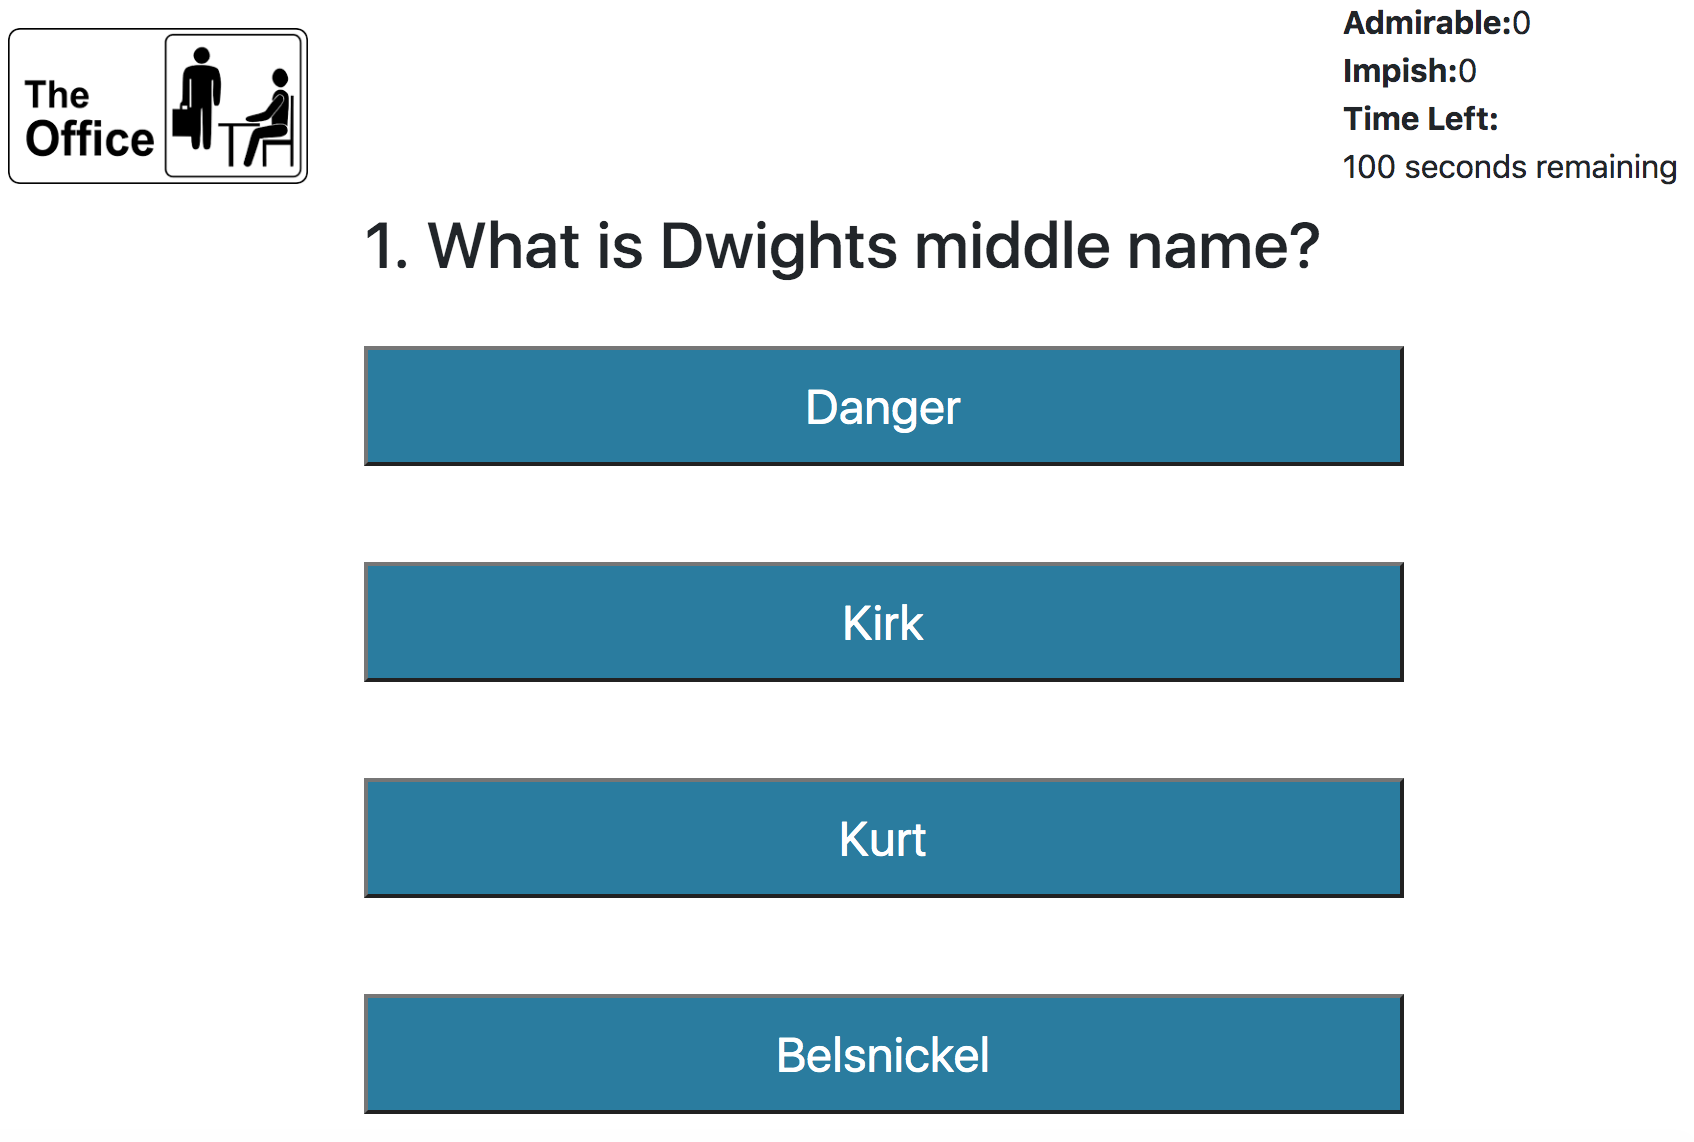 The
Office
Admirable:0
Impish:0
Time Left:
100 seconds remaining
1. What is Dwights middle name?
Danger
Kirk
Kurt
Belsnickel